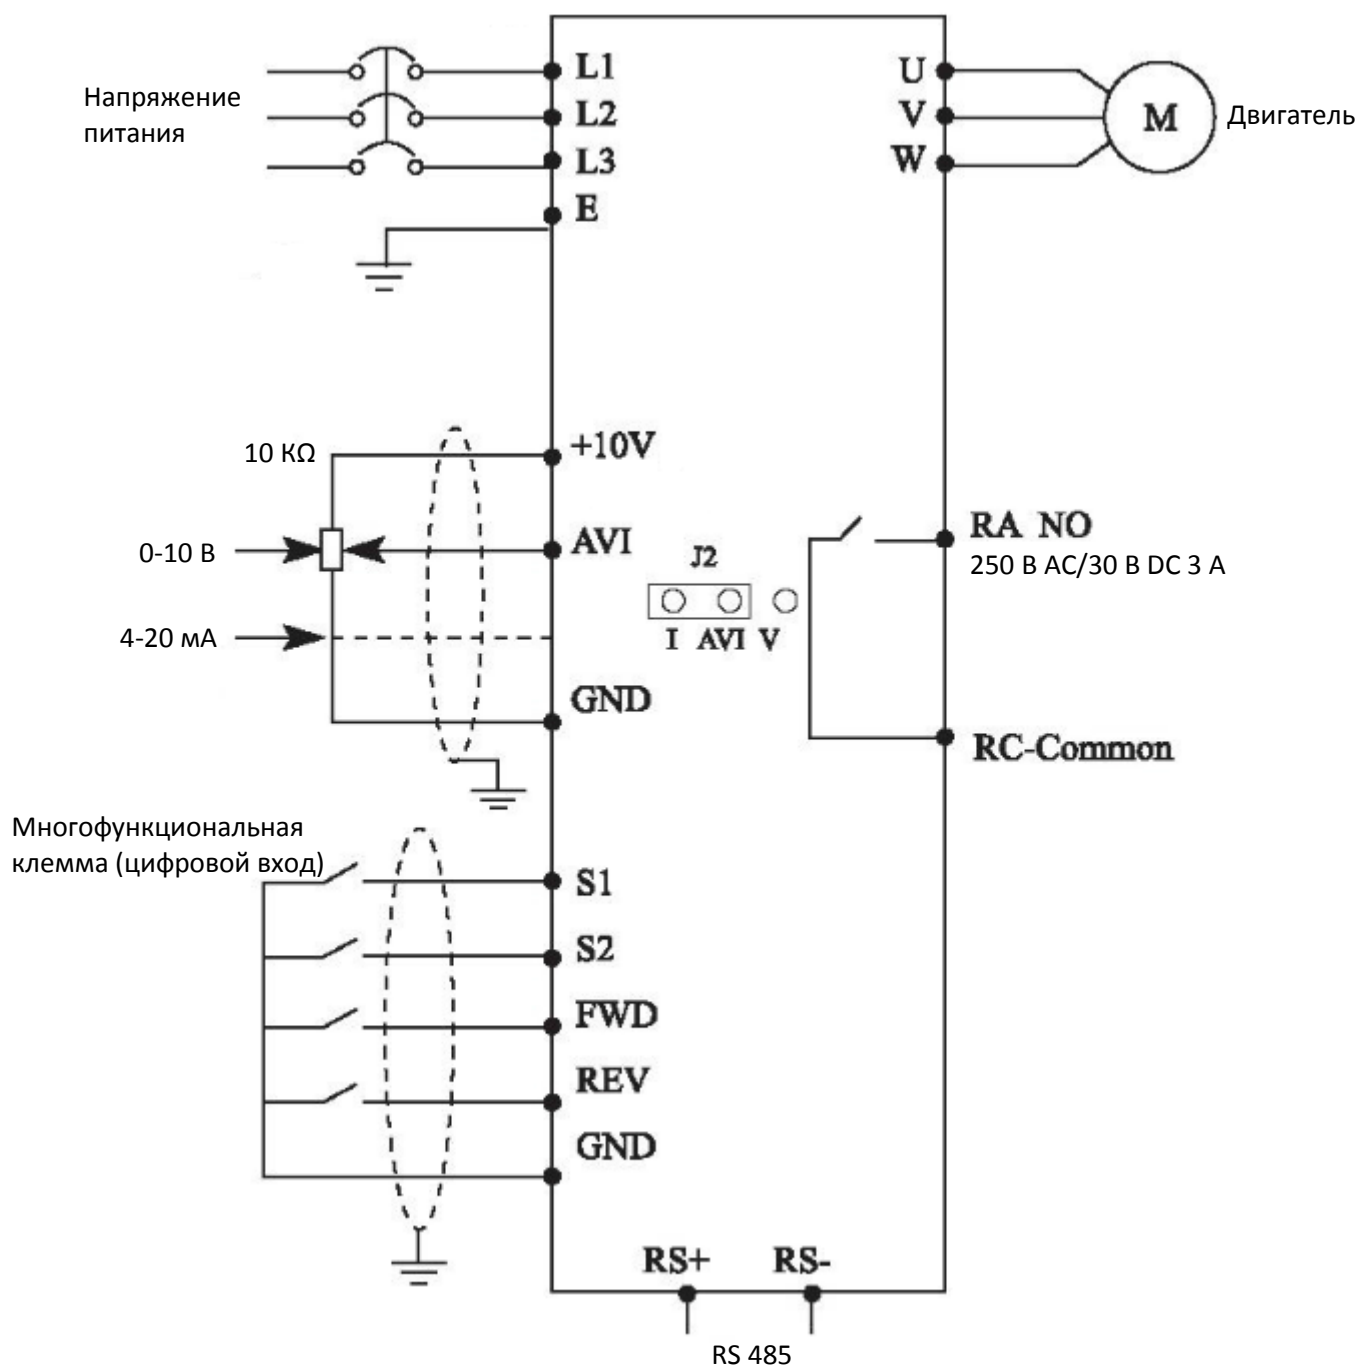 L1
U
Напряжение
питания
L2
V
M
Двигатель
L3
W
E
10 KΩ
+10V
0-10 В
AVI
4-20 мА
GND
J2
I AVI V
RA NO
250 В AC/30 В DC 3 А
RC-Common
Многофункциональная
клемма (цифровой вход)
S1
S2
FWD
REV
GND
RS+
RS-
RS 485